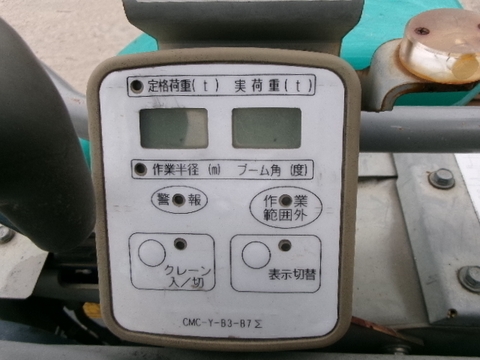 定格荷重(t) 実荷重(t)
作業半径(m) ブーム角(度)
警報
作業
範囲外
クレーン
入/切
表示切替
CMC-Y-B3-B7Σ